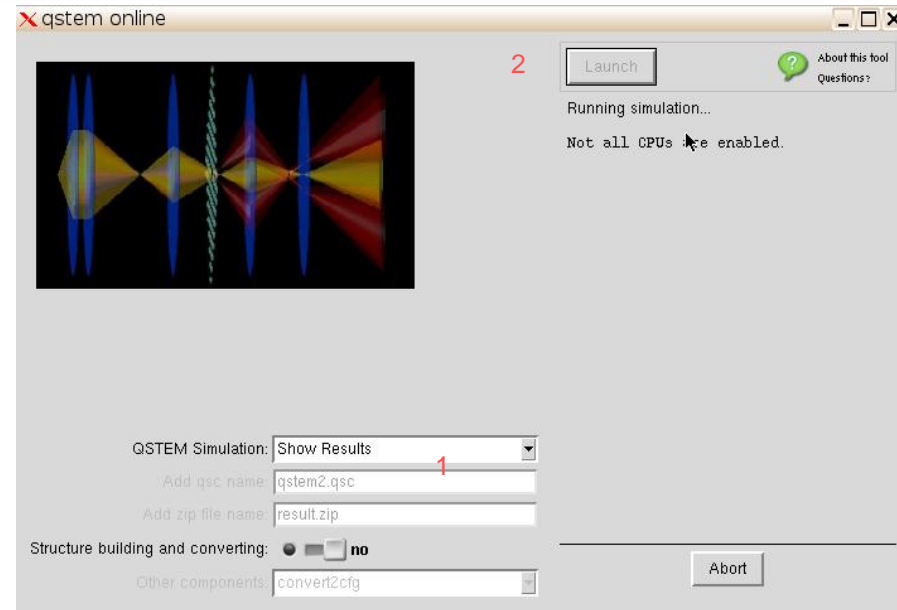 qstem online
2
Launch
?
About this tool
Questions?
Running simulation...
Not all CPUs are enabled.
QSTEM Simulation: Show Results
1
Add qsc name: qstem2.qsc
Add zip file name: result.zip
Structure building and converting: no
Other components: convert2cfg
Abort